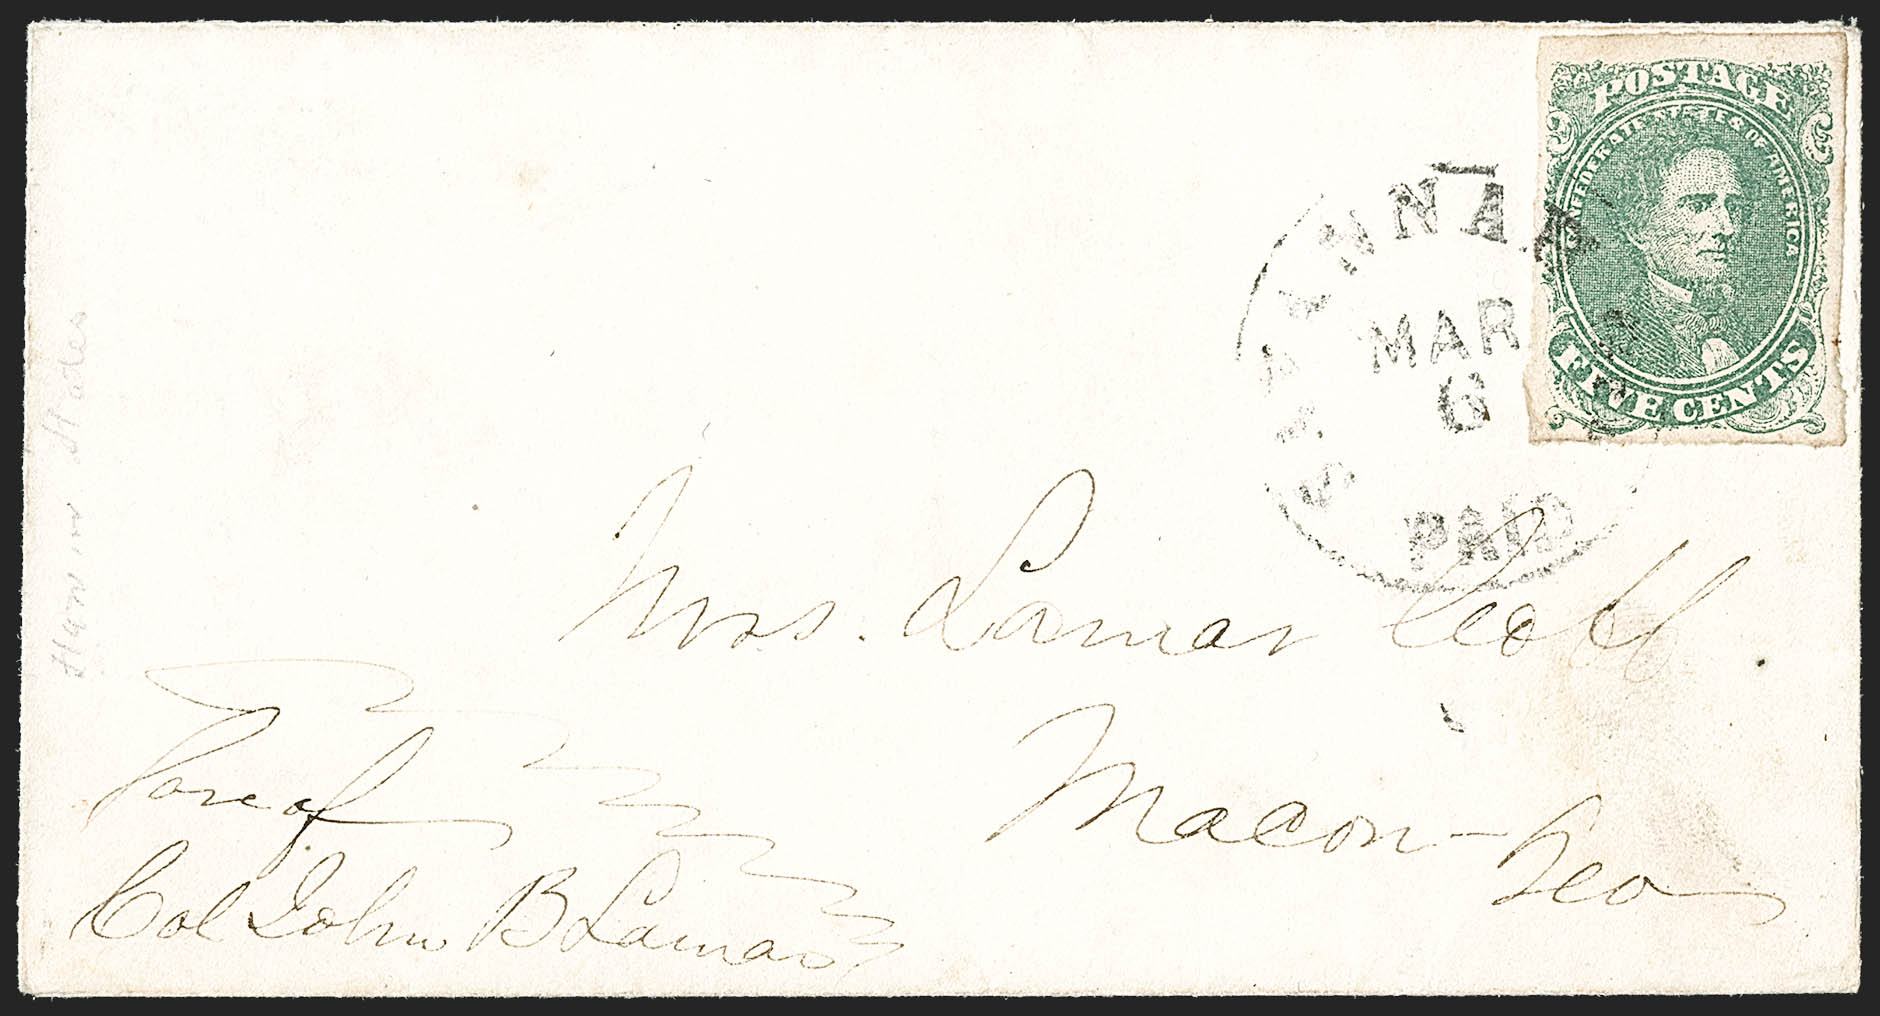 POSTAGE
CONFEDERATE STATES OF AMERICA
FIVE CENTS
SAVANNAH
MAR
6
PAID
Mrs. Lamar Cobb.
Macon - Geo
Care of
Col John B Lamar